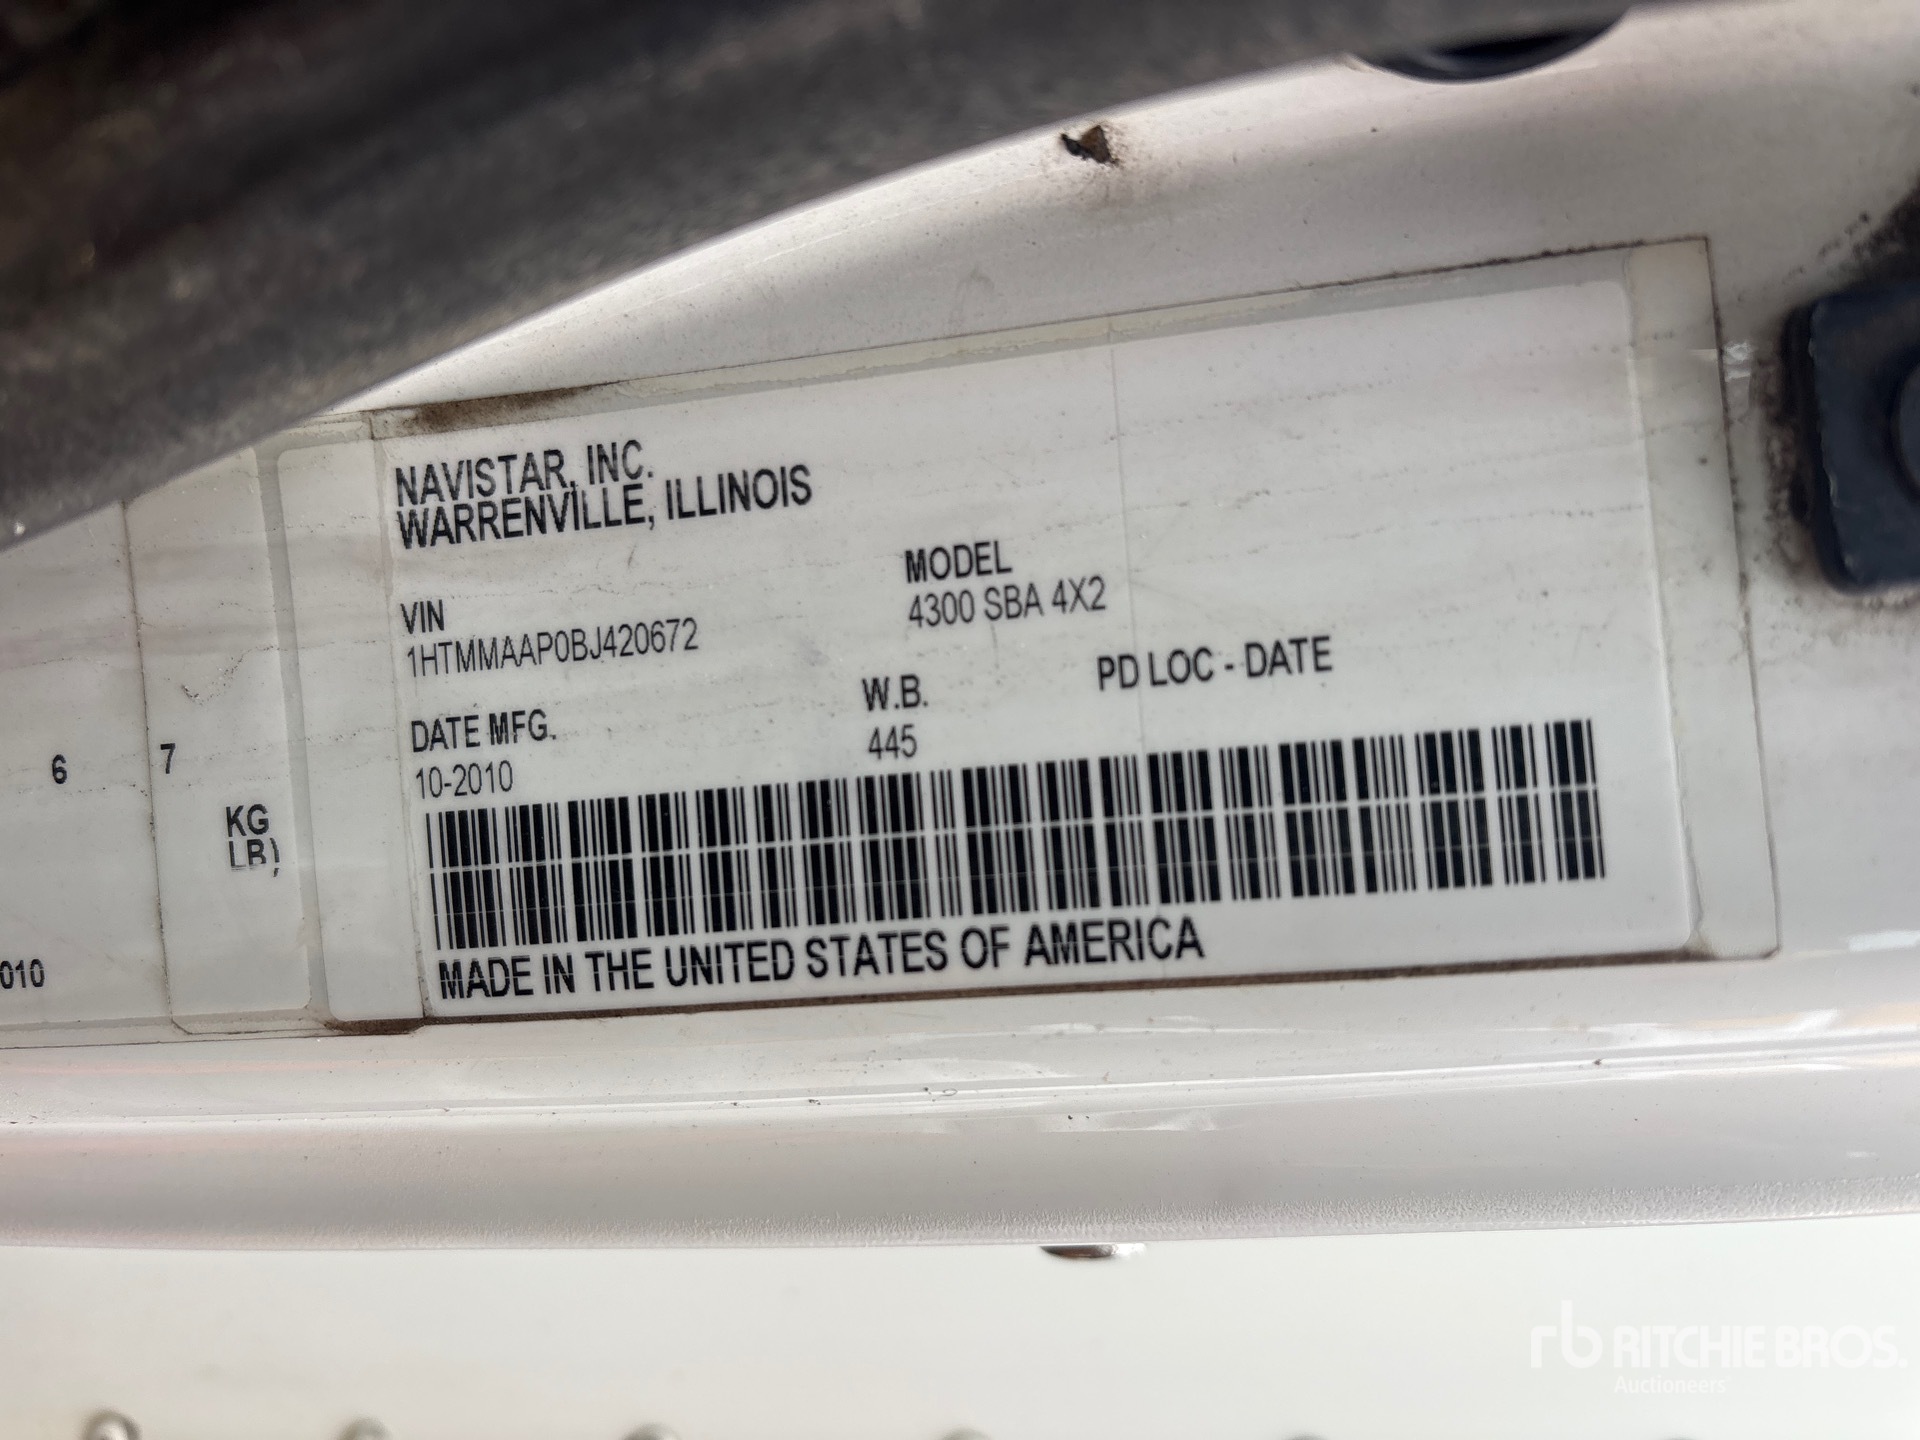 NAVISTAR, INC.
WARRENVILLE, ILLINOIS
VIN
1HTMMAAP0BJ420672
MODEL
4300 SBA 4X2
DATE MFG.
10-2010
W.B.
445
PD LOC - DATE
MADE IN THE UNITED STATES OF AMERICA
6
7
KG
LB)
010
rb RITCHIE BROS.
Auctioneers